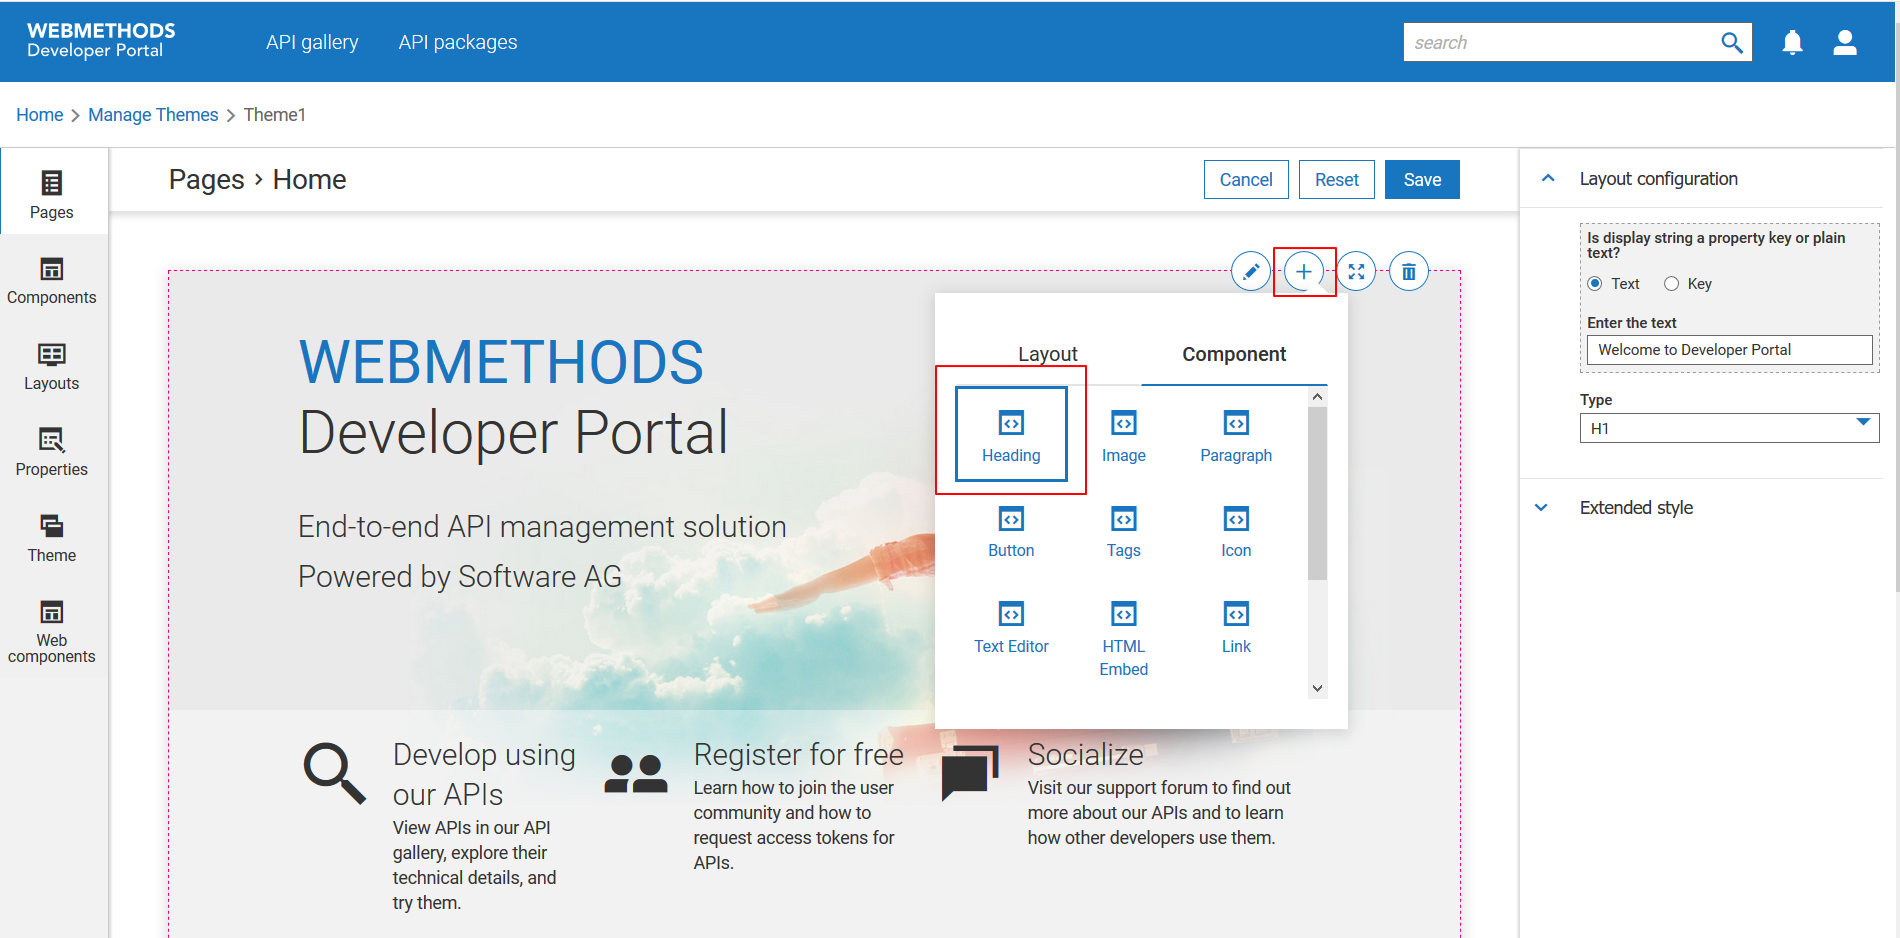 WEBMETHODS
Developer Portal
API gallery
API packages
search
Home
Manage Themes
Theme1
Pages
Components
Layouts
Properties
Theme
Web
components
Pages › Home
Cancel
Reset
Save
WEBMETHODS
Developer Portal
End-to-end API management solution
Powered by Software AG
Layout
Component
Heading
Image
Paragraph
Button
Tags
Icon
Text Editor
HTML
Embed
Link
Develop using
our APIs
View APIs in our API
gallery, explore their
technical details, and
try them.
Register for free
Learn how to join the user
community and how to
request access tokens for
APIs.
Socialize
Visit our support forum to find out
more about our APIs and to learn
how other developers use them.
Layout configuration
Is display string a property key or plain
text?
Text
Key
Enter the text
Welcome to Developer Portal
Type
H1
Extended style